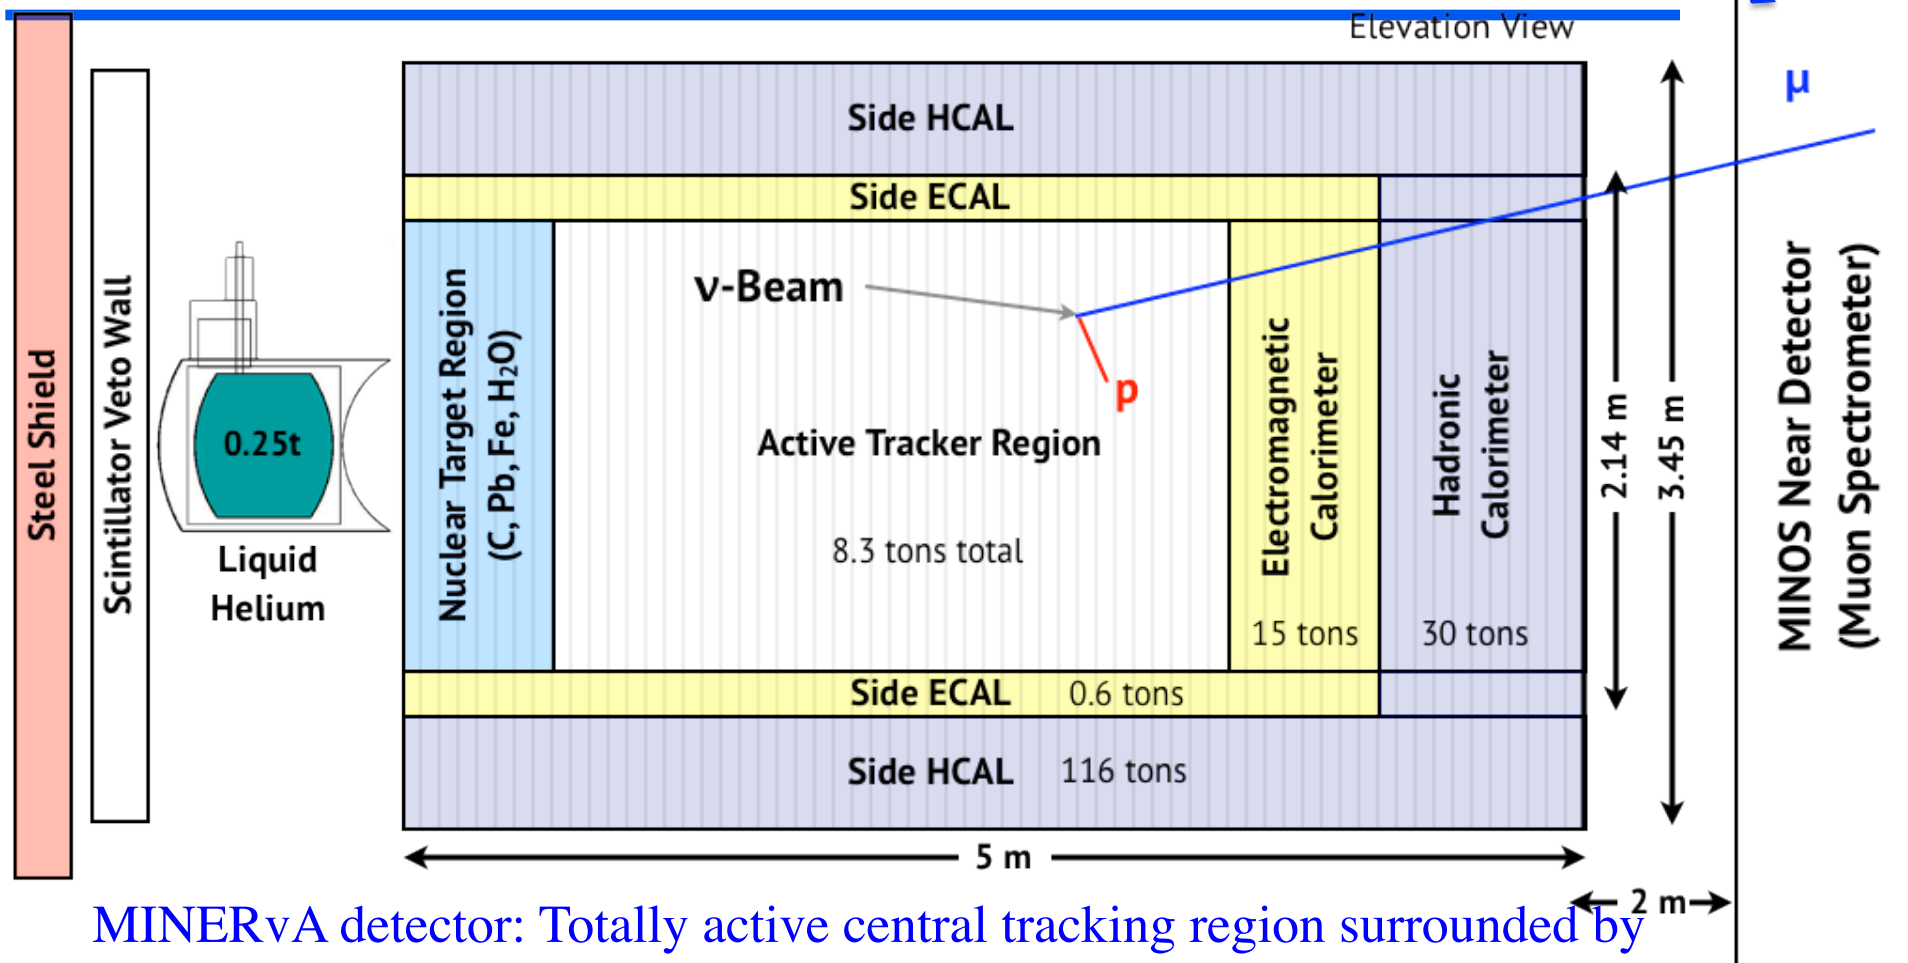 Elevation View
μ
Side HCAL
Side ECAL
ν-Beam
p
Steel Shield
Scintillator Veto Wall
0.25t
Liquid
Helium
Nuclear Target Region
(C, Pb, Fe, H₂O)
Active Tracker Region
8.3 tons total
Electromagnetic
Calorimeter
15 tons
Hadronic
Calorimeter
30 tons
2.14 m
3.45 m
MINOS Near Detector
(Muon Spectrometer)
Side ECAL 0.6 tons
Side HCAL 116 tons
5 m
2 m
MINERvA detector: Totally active central tracking region surrounded by